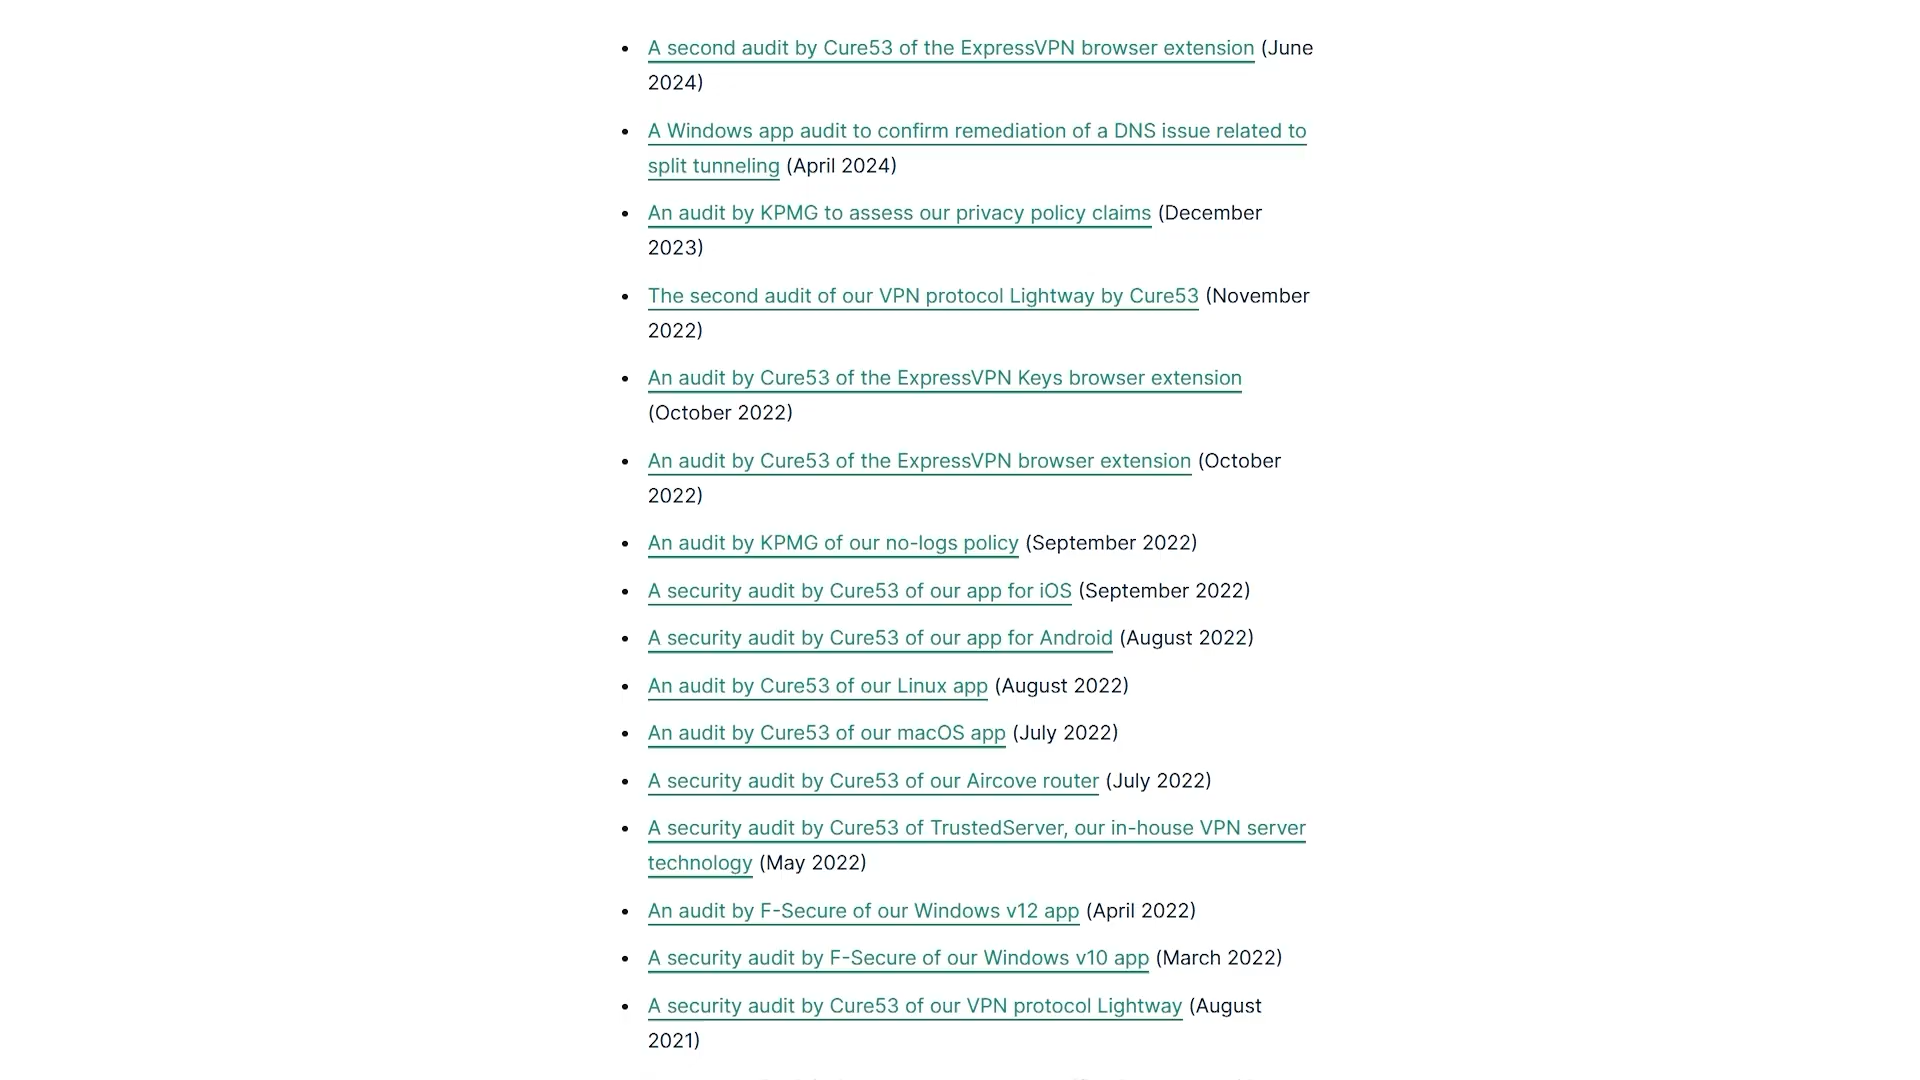 A second audit by Cure53 of the ExpressVPN browser extension (June
2024)
A Windows app audit to confirm remediation of a DNS issue related to
split tunneling (April 2024)
An audit by KPMG to assess our privacy policy claims (December
2023)
The second audit of our VPN protocol Lightway by Cure53 (November
2022)
An audit by Cure53 of the ExpressVPN Keys browser extension
(October 2022)
An audit by Cure53 of the ExpressVPN browser extension (October
2022)
An audit by KPMG of our no-logs policy (September 2022)
A security audit by Cure53 of our app for iOS (September 2022)
A security audit by Cure53 of our app for Android (August 2022)
An audit by Cure53 of our Linux app (August 2022)
An audit by Cure53 of our macOS app (July 2022)
A security audit by Cure53 of our Aircove router (July 2022)
A security audit by Cure53 of TrustedServer, our in-house VPN server
technology (May 2022)
An audit by F-Secure of our Windows v12 app (April 2022)
A security audit by F-Secure of our Windows v10 app (March 2022)
A security audit by Cure53 of our VPN protocol Lightway (August
2021)